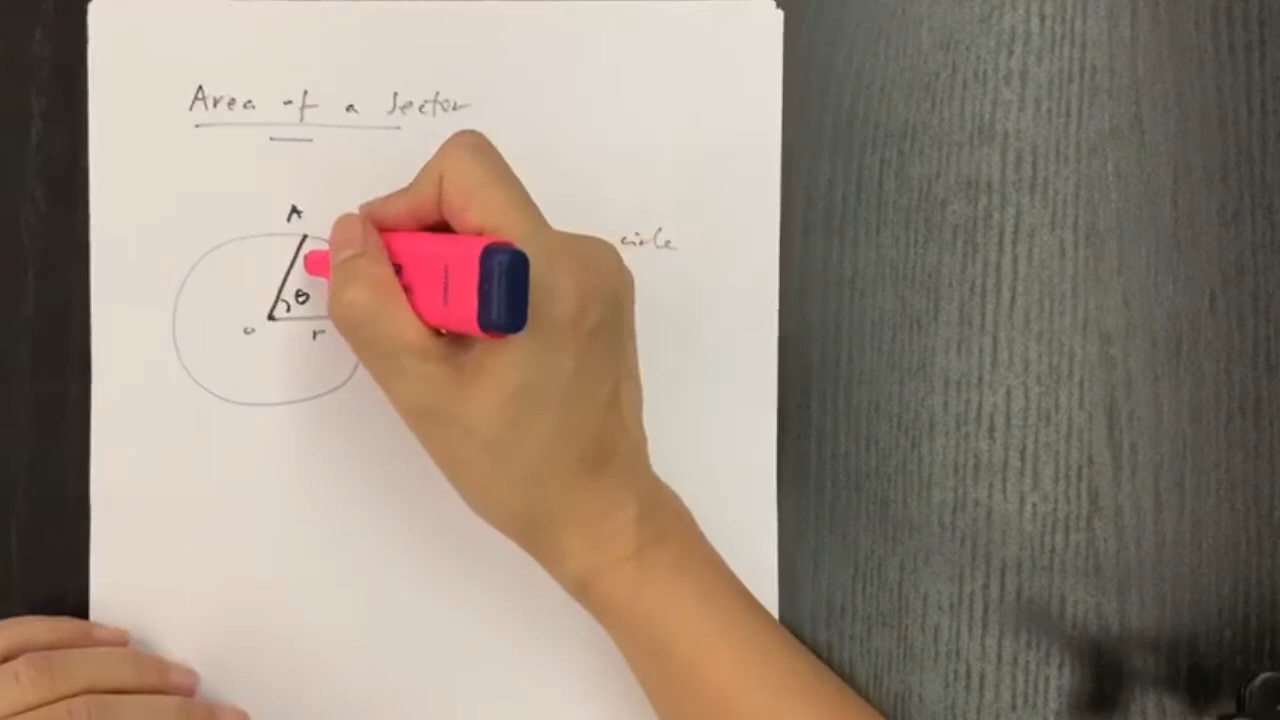 Area of a Sector
A
circle
θ
o
r